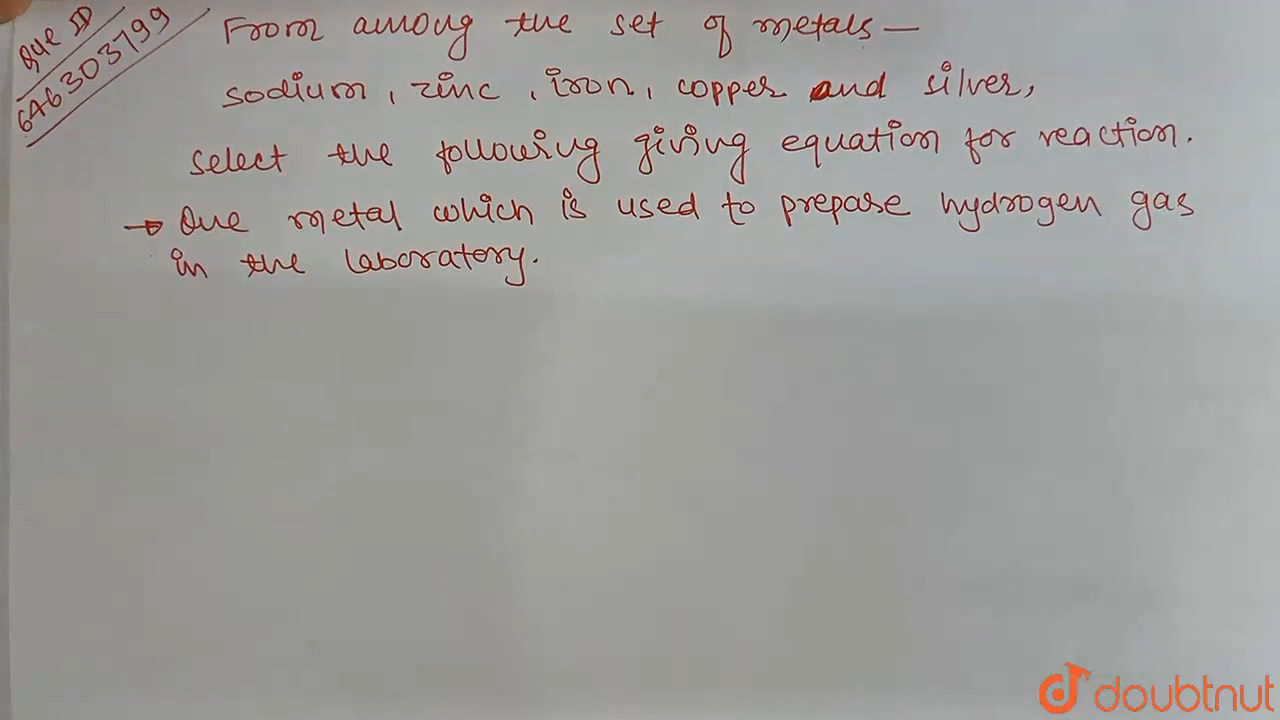 Que ID
646303799
From among the set of metals —
sodium, zinc, iron, copper and silver,
select the following giving equation for reaction.
→ One metal which is used to prepare hydrogen gas
in the laboratory.
doubtnut